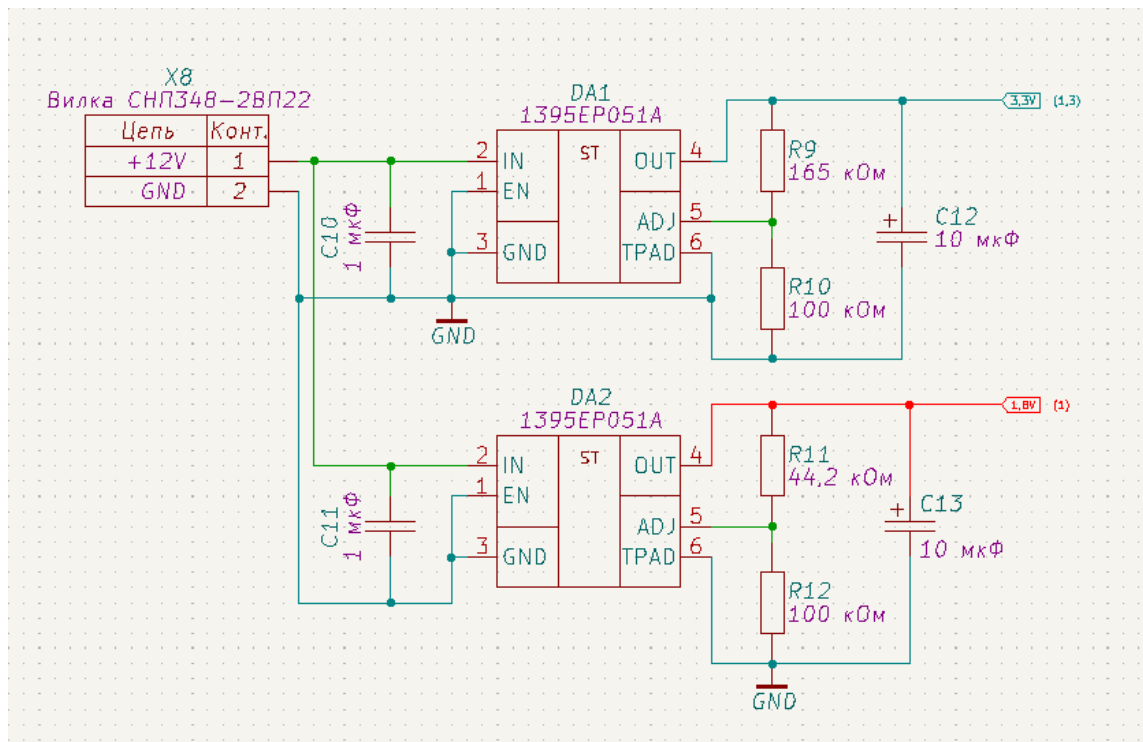 X8
Вилка СНП348-2ВП22
Цепь Конт.
+12V 1
GND 2
C10
1 мкФ
DA1
1395ЕР051А
2 IN ST OUT 4
1 EN
ADJ 5
3 GND TPAD 6
GND
R9
165 кОм
R10
100 кОм
+ C12
10 мкФ
3,3V (1,3)
C11
1 мкФ
DA2
1395ЕР051А
2 IN ST OUT 4
1 EN
ADJ 5
3 GND TPAD 6
R11
44,2 кОм
R12
100 кОм
+ C13
10 мкФ
1,8V (1)
GND